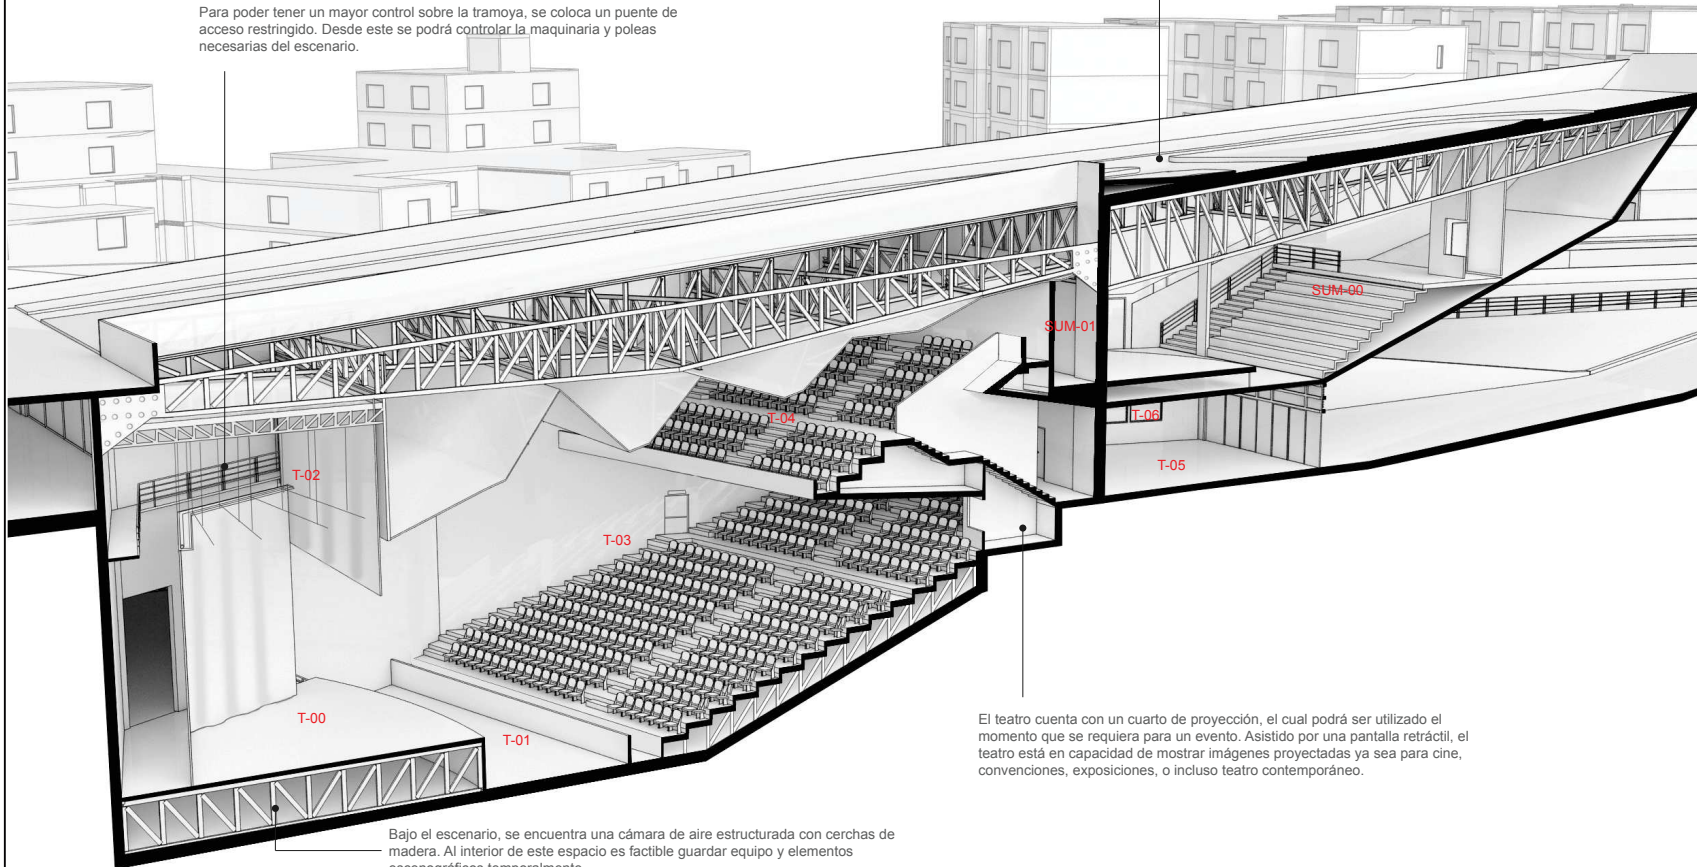 Para poder tener un mayor control sobre la tramoya, se coloca un puente de
acceso restringido. Desde este se podrá controlar la maquinaria y poleas
necesarias del escenario.
SUM-00
SUM-01
T-04
T-06
T-05
T-02
T-03
T-00
T-01
El teatro cuenta con un cuarto de proyección, el cual podrá ser utilizado el
momento que se requiera para un evento. Asistido por una pantalla retráctil, el
teatro está en capacidad de mostrar imágenes proyectadas ya sea para cine,
convenciones, exposiciones, o incluso teatro contemporáneo.
Bajo el escenario, se encuentra una cámara de aire estructurada con cerchas de
madera. Al interior de este espacio es factible guardar equipo y elementos
escenográficos temporalmente.